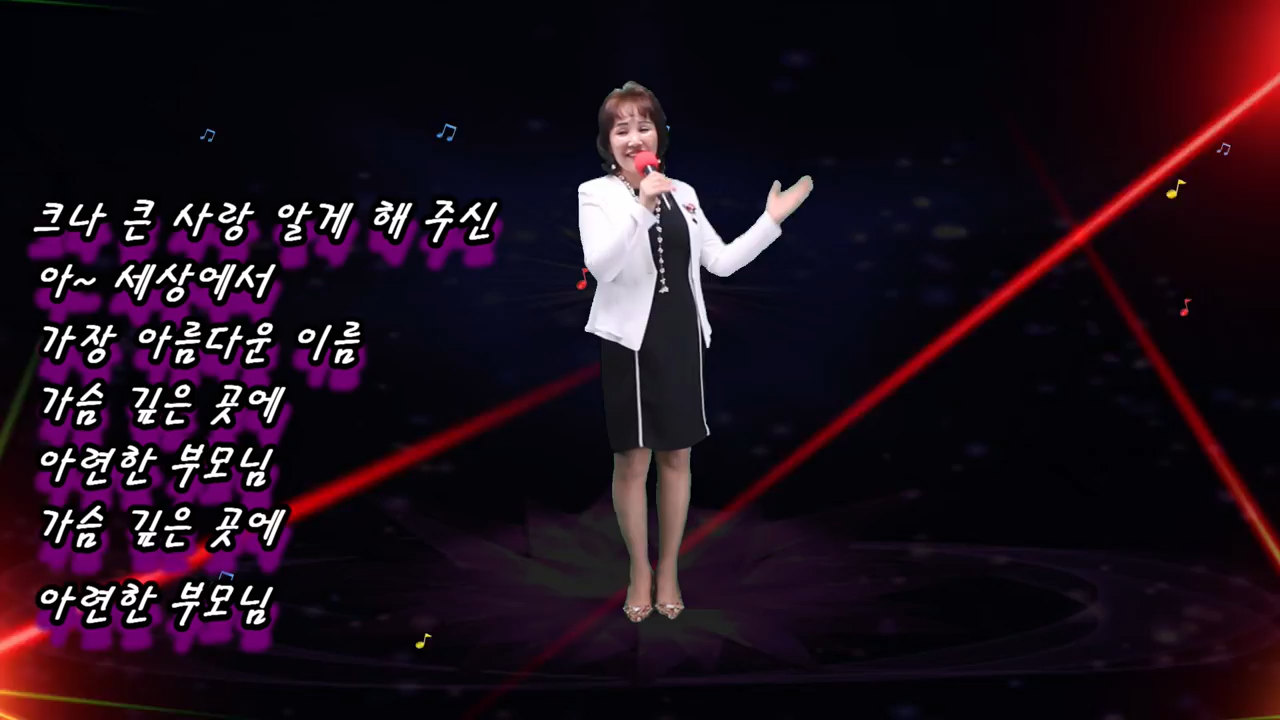 크나 큰 사랑 알게 해 주신
아~ 세상에서
가장 아름다운 이름
가슴 깊은 곳에
아련한 부모님
가슴 깊은 곳에
아련한 부모님